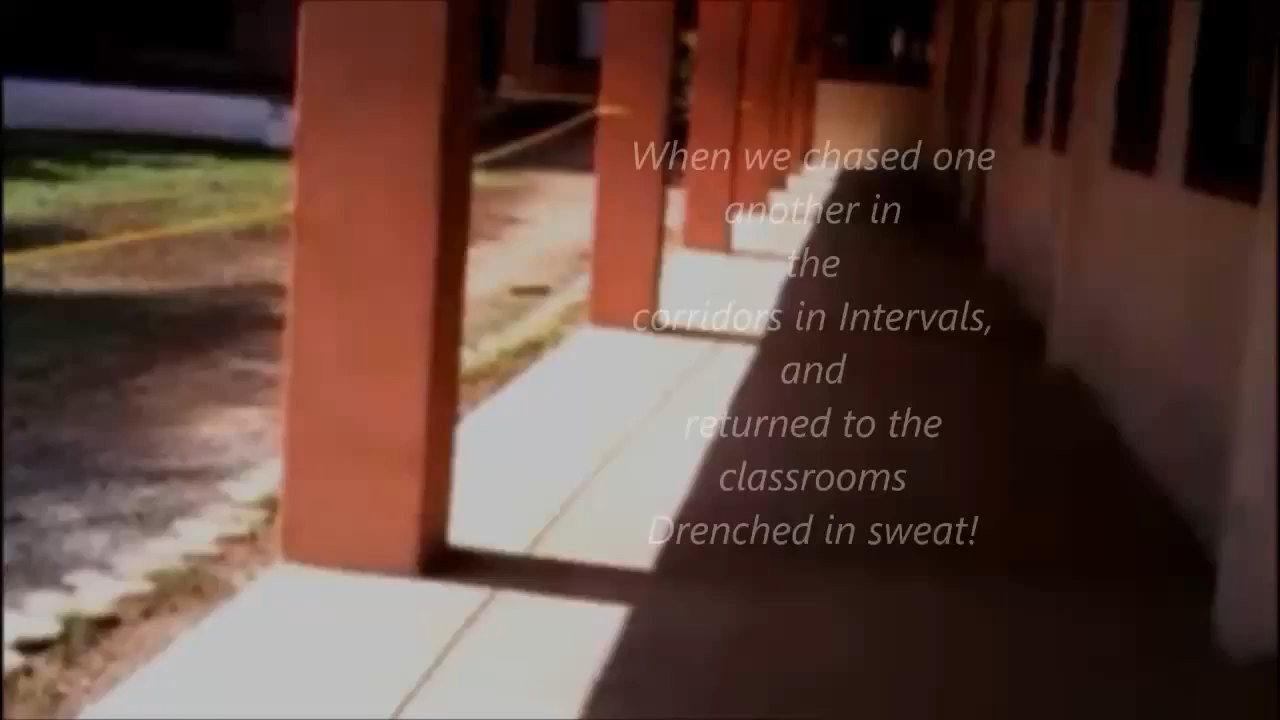 When we chased one
another in
the
corridors in Intervals,
and
returned to the
classrooms
Drenched in sweat!